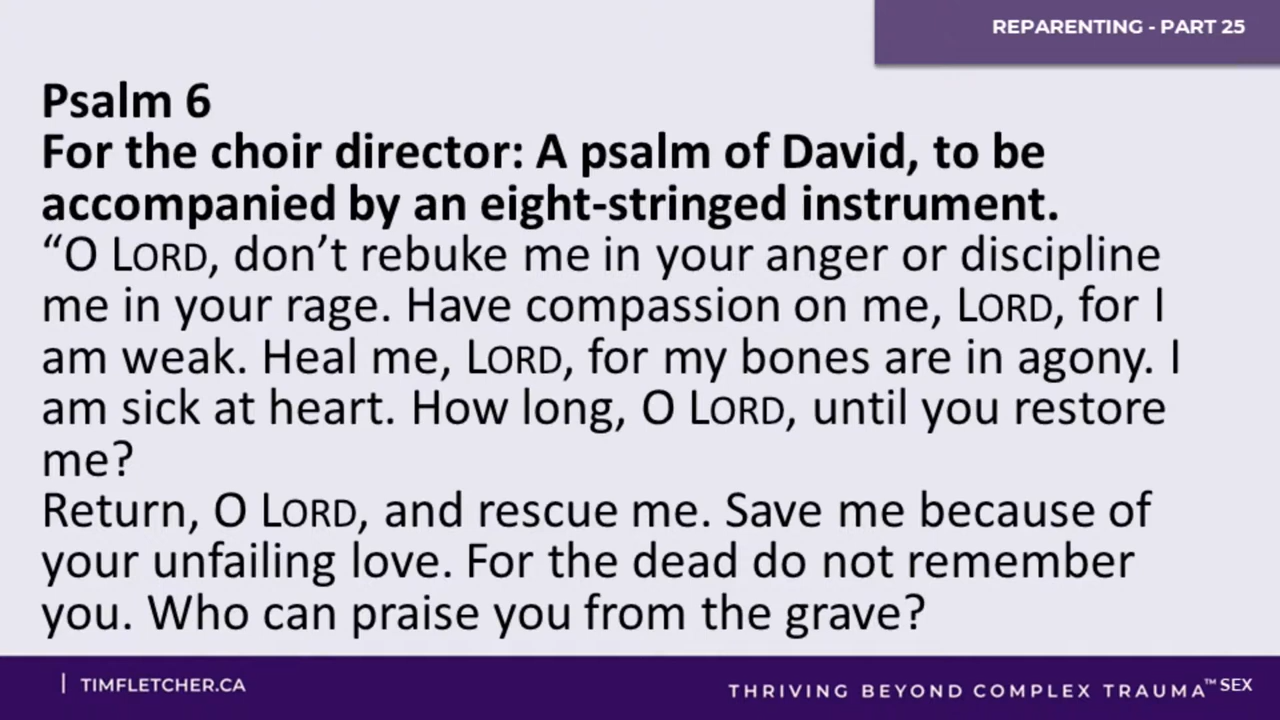 REPARENTING - PART 25
Psalm 6
For the choir director: A psalm of David, to be
accompanied by an eight-stringed instrument.
“O LORD, don’t rebuke me in your anger or discipline
me in your rage. Have compassion on me, LORD, for I
am weak. Heal me, LORD, for my bones are in agony. I
am sick at heart. How long, O LORD, until you restore
me?
Return, O LORD, and rescue me. Save me because of
your unfailing love. For the dead do not remember
you. Who can praise you from the grave?
| TIMFLETCHER.CA
THRIVING BEYOND COMPLEX TRAUMA™ SEX